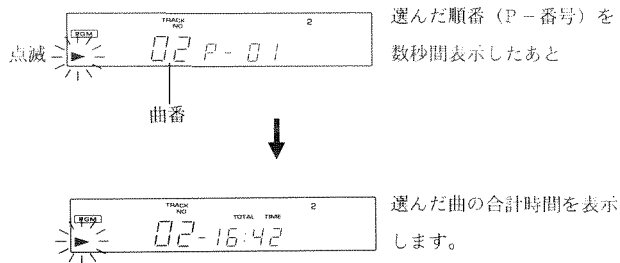 TRACK NO
2
選んだ順番（P－番号）を
BGM
点滅
02 P- 01
数秒間表示したあと
曲番
TRACK NO
TOTAL TIME
2
選んだ曲の合計時間を表示
BGM
02-16:42
します。